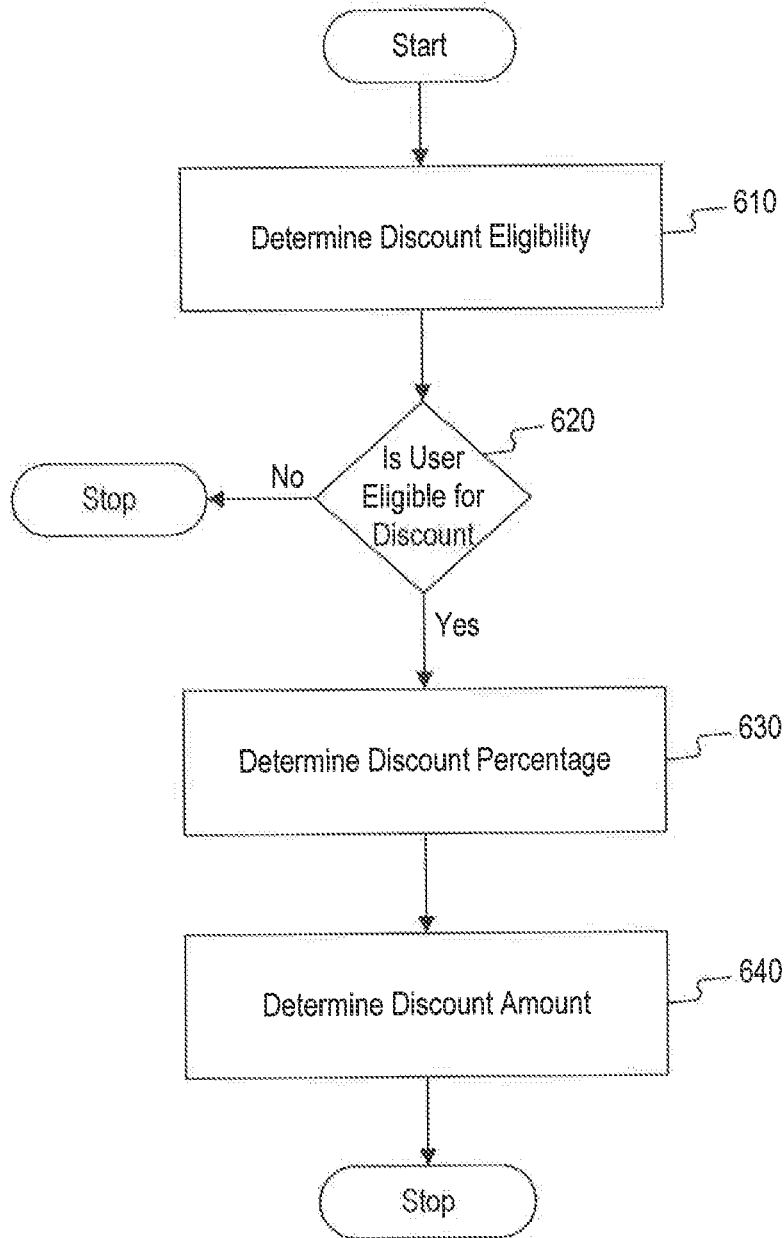 Start
Determine Discount Eligibility
610
Is User
Eligible for
Discount
620
No
Stop
Yes
Determine Discount Percentage
630
Determine Discount Amount
640
Stop